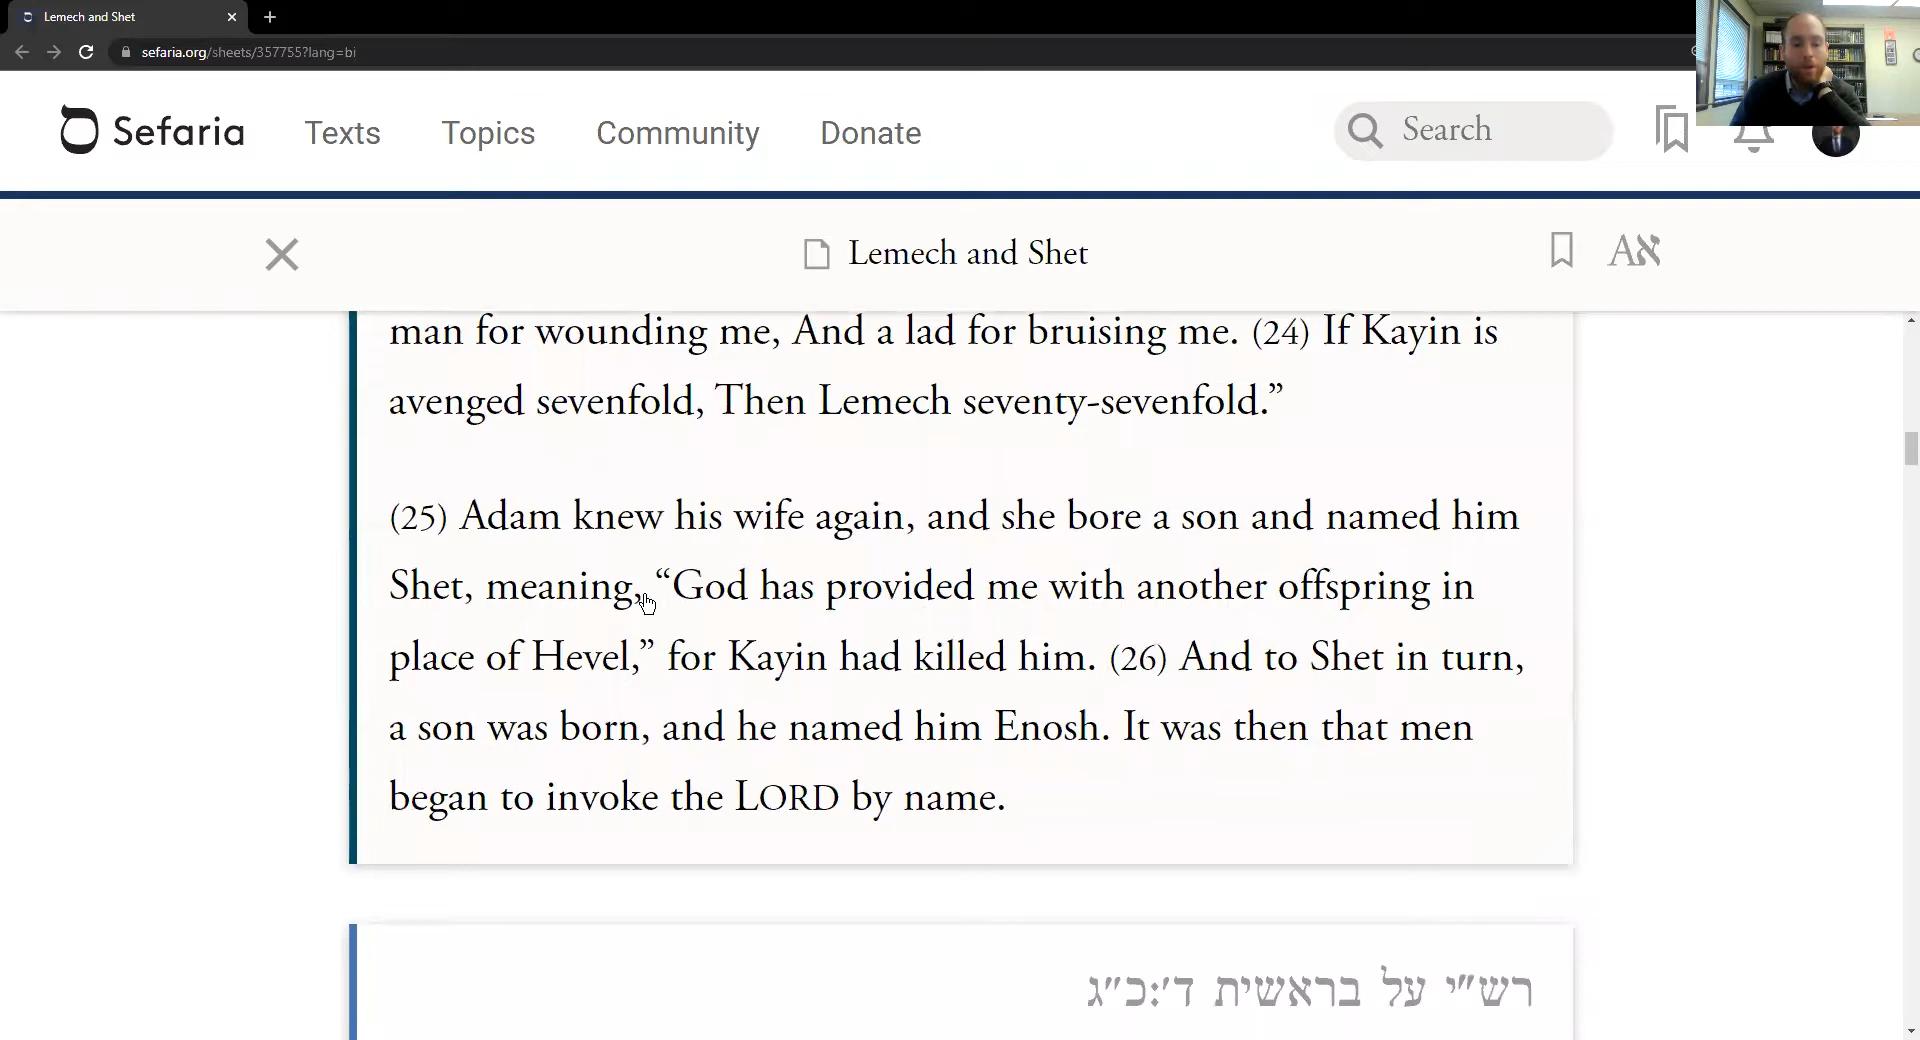 Lemech and Shet
sefaria.org/sheets/357755?lang=bi
Sefaria
Texts
Topics
Community
Donate
Search
Lemech and Shet
Aא
man for wounding me, And a lad for bruising me. (24) If Kayin is
avenged sevenfold, Then Lemech seventy-sevenfold.”
(25) Adam knew his wife again, and she bore a son and named him
Shet, meaning, “God has provided me with another offspring in
place of Hevel,” for Kayin had killed him. (26) And to Shet in turn,
a son was born, and he named him Enosh. It was then that men
began to invoke the LORD by name.
רש״י על בראשית ד׳:כ״ג